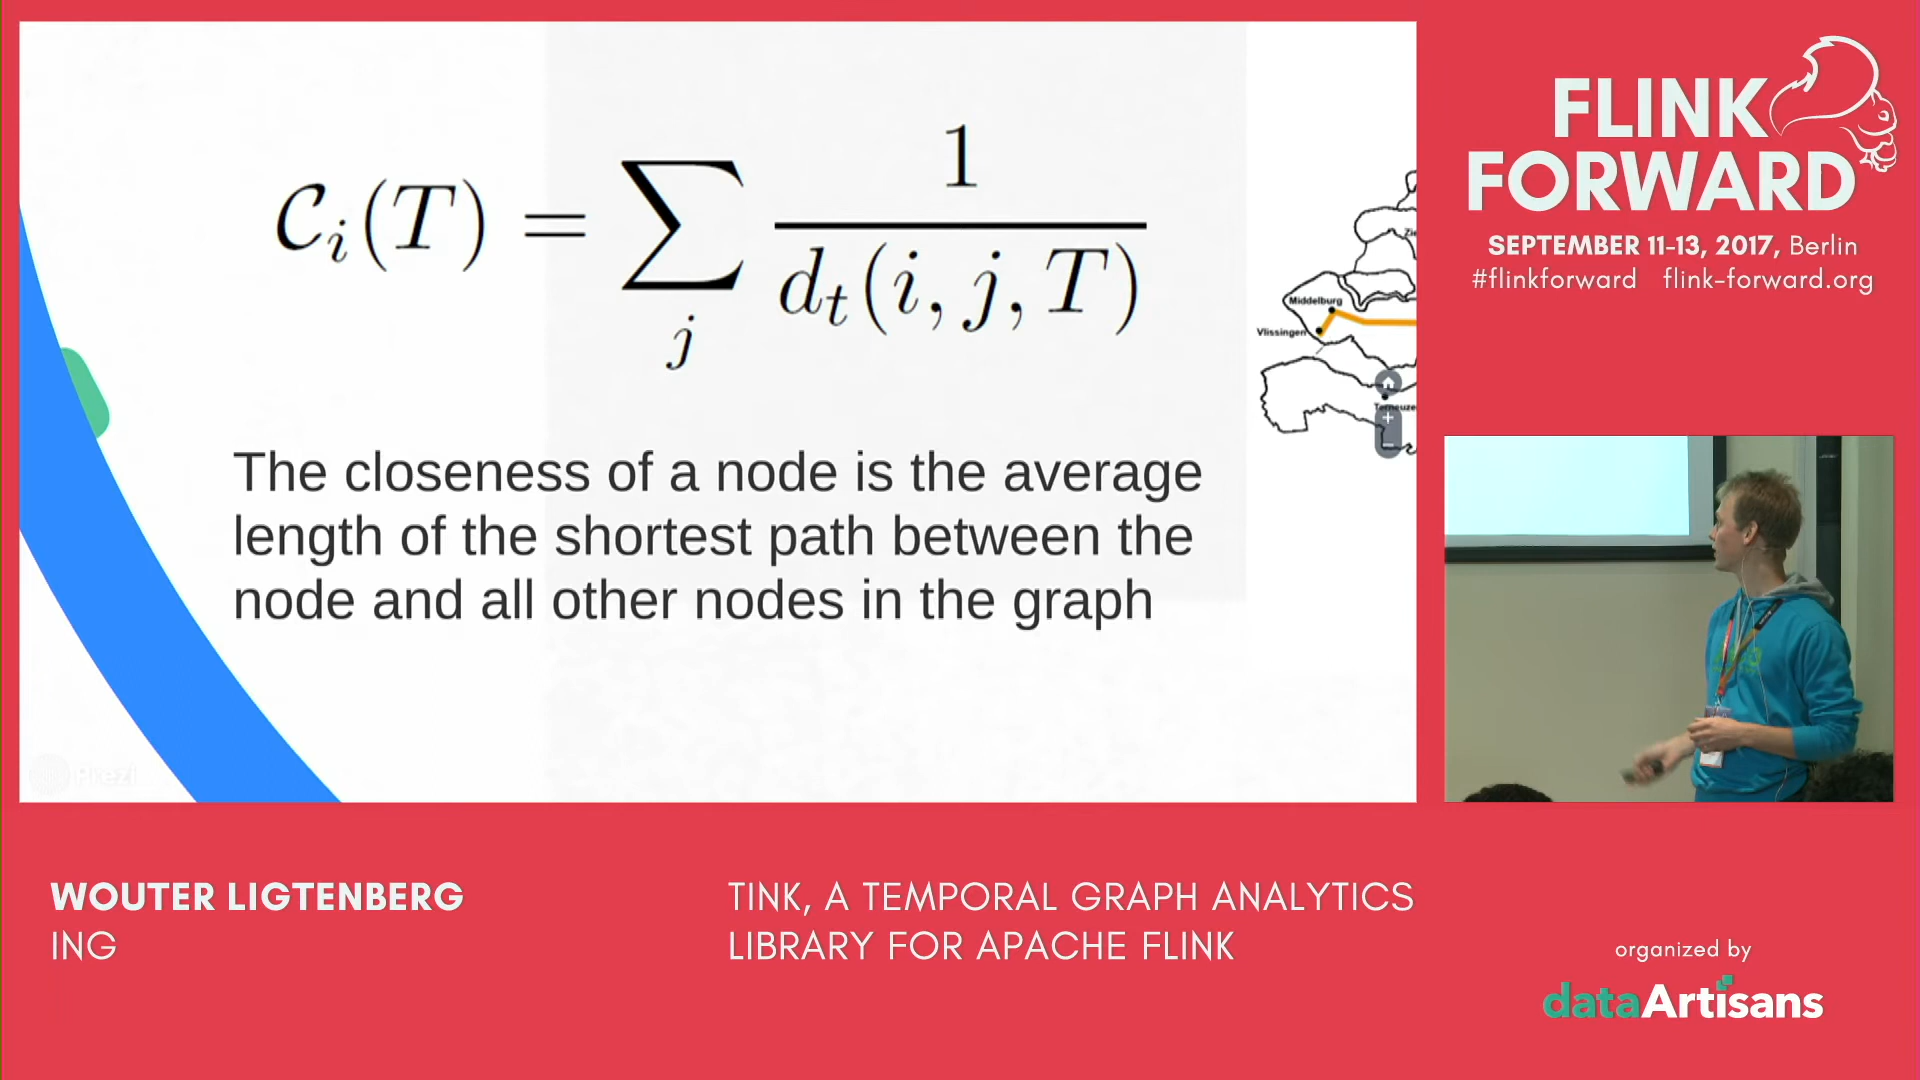 C_i(T) = ∑_j 1 / d_t(i, j, T)
The closeness of a node is the average
length of the shortest path between the
node and all other nodes in the graph
Middelburg
Vlissingen
Prezi
FLINK
FORWARD
SEPTEMBER 11-13, 2017, Berlin
#flinkforward flink-forward.org
WOUTER LIGTENBERG
ING
TINK, A TEMPORAL GRAPH ANALYTICS
LIBRARY FOR APACHE FLINK
organized by
dataArtisans